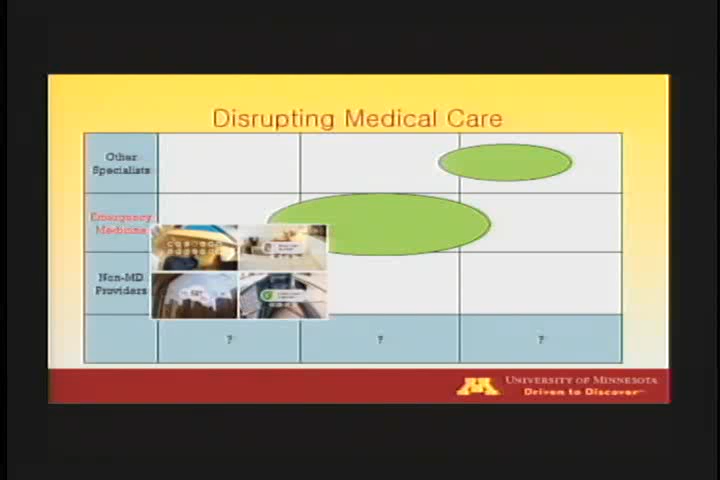 Disrupting Medical Care
Other
Specialists
Emergency
Medicine
Non-MD
Providers
?
?
?
UNIVERSITY OF MINNESOTA
Driven to Discover